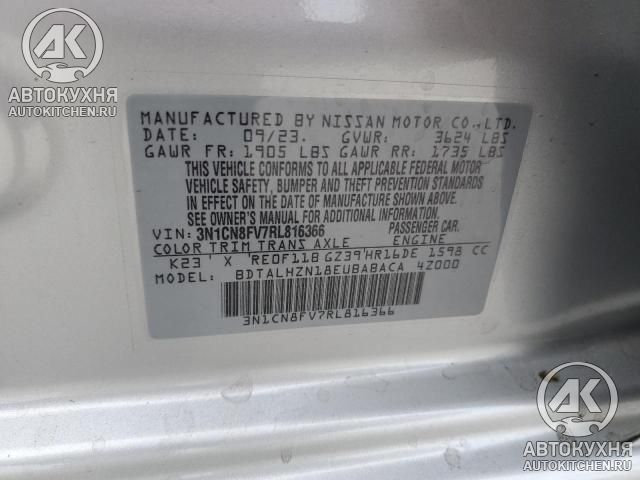 AK
АВТОКУХНЯ
AUTOKITCHEN.RU
MANUFACTURED BY NISSAN MOTOR CO.,LTD.
DATE: 09/23. GVWR: 3624 LBS
GAWR FR: 1905 LBS GAWR RR: 1735 LBS
THIS VEHICLE CONFORMS TO ALL APPLICABLE FEDERAL MOTOR
VEHICLE SAFETY, BUMPER AND THEFT PREVENTION STANDARDS
IN EFFECT ON THE DATE OF MANUFACTURE SHOWN ABOVE.
SEE OWNER'S MANUAL FOR ADDITIONAL INFORMATION
VIN: 3N1CN8FV7RL816366 PASSENGER CAR.
COLOR TRIM TRANS AXLE ENGINE
K23 X RE0F11B GZ39 HR16DE 1598 CC
MODEL: BDTALHZN18EUBABACA 4Z000
3N1CN8FV7RL816366
AK
АВТОКУХНЯ
AUTOKITCHEN.RU